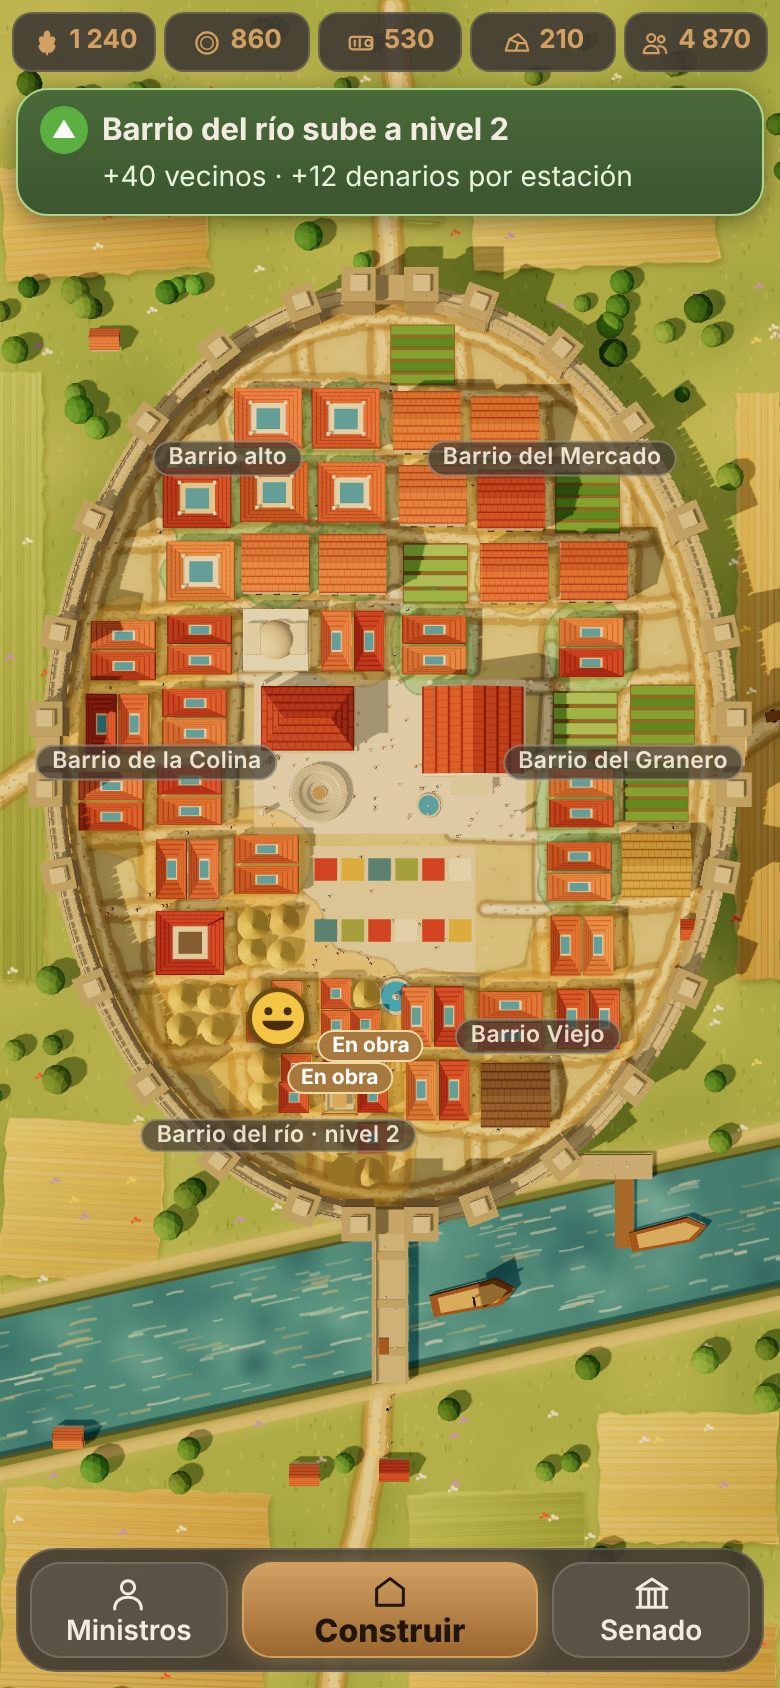 1 240 860 530 210 4 870
Barrio del río sube a nivel 2
+40 vecinos · +12 denarios por estación
Barrio alto
Barrio del Mercado
Barrio de la Colina
Barrio del Granero
Barrio Viejo
En obra
En obra
Barrio del río · nivel 2
Ministros
Construir
Senado